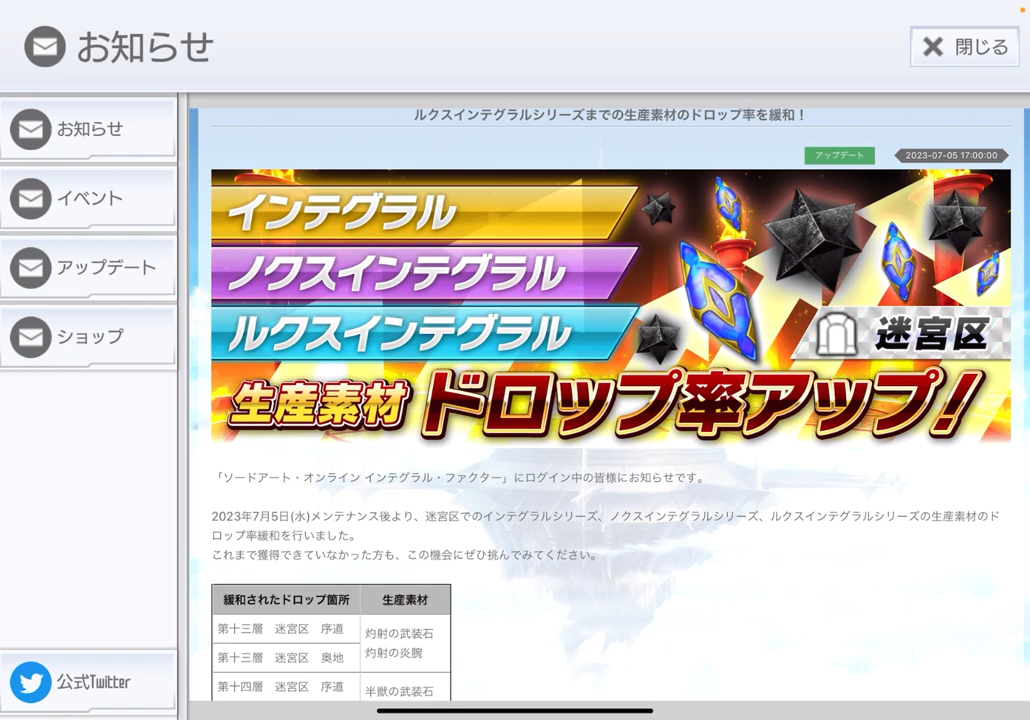 お知らせ
閉じる
お知らせ
イベント
アップデート
ショップ
公式Twitter
ルクスインテグラルシリーズまでの生産素材のドロップ率を緩和！
アップデート
2023-07-05 17:00:00
インテグラル
ノクスインテグラル
ルクスインテグラル
迷宮区
生産素材 ドロップ率アップ！
「ソードアート・オンライン インテグラル・ファクター」にログイン中の皆様にお知らせです。
2023年7月5日(水)メンテナンス後より、迷宮区でのインテグラルシリーズ、ノクスインテグラルシリーズ、ルクスインテグラルシリーズの生産素材のド
ロップ率緩和を行いました。
これまで獲得できていなかった方も、この機会にぜひ挑んでみてください。
緩和されたドロップ箇所 生産素材
第十三層 迷宮区 序道
灼射の武装石
灼射の炎腕
第十三層 迷宮区 奥地
第十四層 迷宮区 序道
半獣の武装石